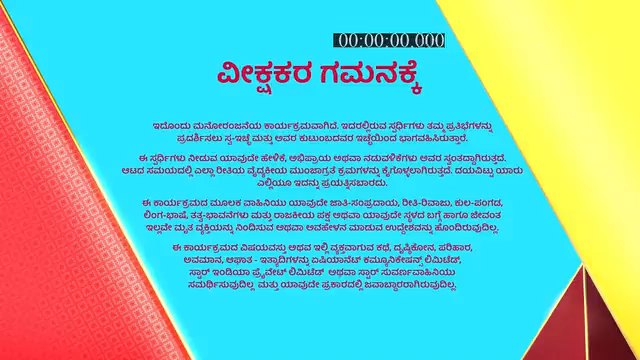 00:00:00.000
ವೀಕ್ಷಕರ ಗಮನಕ್ಕೆ
ಇದೊಂದು ಮನೋರಂಜನೆಯ ಕಾರ್ಯಕ್ರಮವಾಗಿದೆ. ಇದರಲ್ಲಿರುವ ಸ್ಪರ್ಧಿಗಳು ತಮ್ಮ ಪ್ರತಿಭೆಗಳನ್ನು
ಪ್ರದರ್ಶಿಸಲು ಸ್ವ-ಇಚ್ಛೆ ಮತ್ತು ಅವರ ಕುಟುಂಬದವರ ಇಚ್ಛೆಯಿಂದ ಭಾಗವಹಿಸಿರುತ್ತಾರೆ.
ಈ ಸ್ಪರ್ಧಿಗಳು ನೀಡುವ ಯಾವುದೇ ಹೇಳಿಕೆ, ಅಭಿಪ್ರಾಯ ಅಥವಾ ನಡುವಳಿಕೆಗಳು ಅವರ ಸ್ವಂತದ್ದಾಗಿರುತ್ತದೆ.
ಆಟದ ಸಮಯದಲ್ಲಿ ಎಲ್ಲಾ ರೀತಿಯ ವೈದ್ಯಕೀಯ ಮುಂಜಾಗ್ರತೆ ಕ್ರಮಗಳನ್ನು ಕೈಗೊಳ್ಳಲಾಗಿರುತ್ತದೆ. ದಯವಿಟ್ಟು ಯಾರು
ಎಲ್ಲಿಯೂ ಇದನ್ನು ಪ್ರಯತ್ನಿಸಬಾರದು.
ಈ ಕಾರ್ಯಕ್ರಮದ ಮೂಲಕ ವಾಹಿನಿಯು ಯಾವುದೇ ಜಾತಿ-ಸಂಪ್ರದಾಯ, ರೀತಿ-ರಿವಾಜು, ಕುಲ-ಪಂಗಡ,
ಲಿಂಗ-ಭಾಷೆ, ತತ್ವ-ಭಾವನೆಗಳು ಮತ್ತು ರಾಜಕೀಯ ಪಕ್ಷ ಅಥವಾ ಯಾವುದೇ ಸ್ಥಳದ ಬಗ್ಗೆ ಹಾಗೂ ಜೀವಂತ
ಇಲ್ಲವೇ ಮೃತ ವ್ಯಕ್ತಿಯನ್ನು ನಿಂದಿಸುವ ಅಥವಾ ಅವಹೇಳನ ಮಾಡುವ ಉದ್ದೇಶವನ್ನು ಹೊಂದಿರುವುದಿಲ್ಲ.
ಈ ಕಾರ್ಯಕ್ರಮದ ವಿಷಯವಸ್ತು ಅಥವ ಇಲ್ಲಿ ವ್ಯಕ್ತವಾಗುವ ಕಥೆ, ದೃಷ್ಠಿಕೋನ, ಪರಿಹಾರ,
ಅವಮಾನ, ಆಘಾತ - ಇತ್ಯಾದಿಗಳನ್ನು ಏಷಿಯಾನೆಟ್ ಕಮ್ಯೂನಿಕೇಷನ್ಸ್ ಲಿಮಿಟೆಡ್,
ಸ್ಟಾರ್ ಇಂಡಿಯಾ ಪ್ರೈವೇಟ್ ಲಿಮಿಟೆಡ್ ಅಥವಾ ಸ್ಟಾರ್ ಸುವರ್ಣವಾಹಿನಿಯು
ಸಮರ್ಥಿಸುವುದಿಲ್ಲ ಮತ್ತು ಯಾವುದೇ ಪ್ರಕಾರದಲ್ಲಿ ಜವಾಬ್ದಾರರಾಗಿರುವುದಿಲ್ಲ.